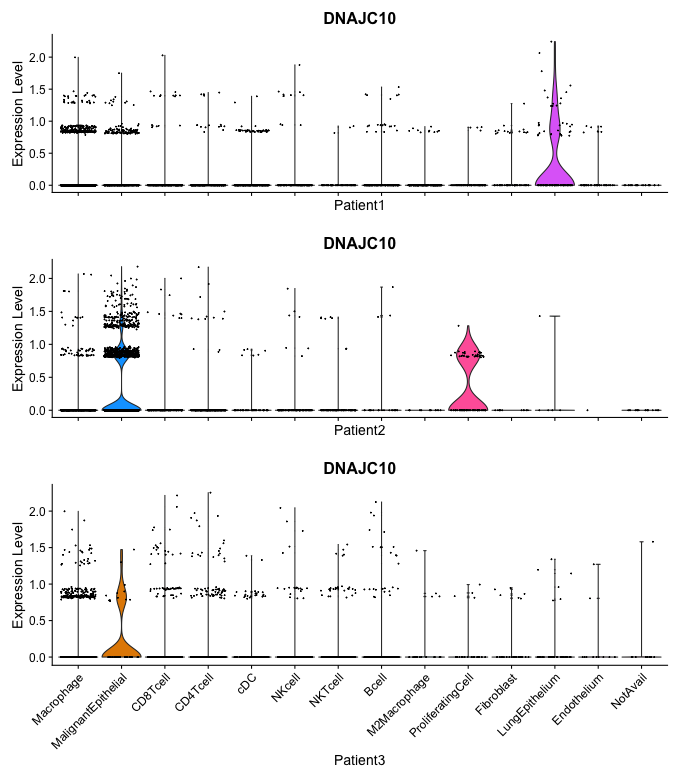 DNAJC10
Expression Level
2.0
1.5
1.0
0.5
0.0
Patient1
DNAJC10
Expression Level
2.0
1.5
1.0
0.5
0.0
Patient2
DNAJC10
Expression Level
2.0
1.5
1.0
0.5
0.0
Macrophage
MalignantEpithelial
CD8Tcell
CD4Tcell
cDC
NKcell
NKTcell
Bcell
M2Macrophage
ProliferatingCell
Fibroblast
LungEpithelium
Endothelium
NotAvail
Patient3